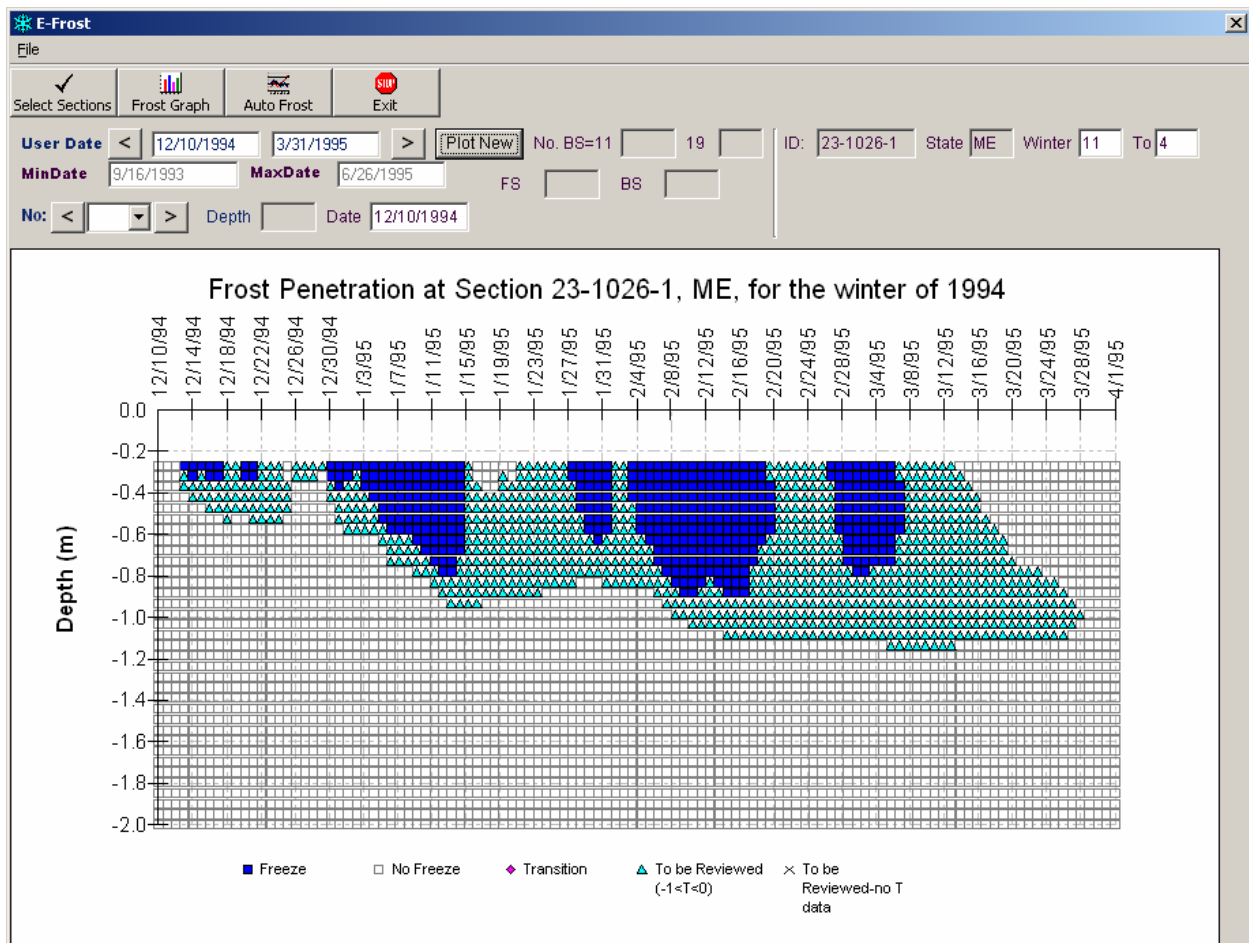 E-Frost
File
Select Sections Frost Graph Auto Frost STOP Exit
User Date < 12/10/1994 3/31/1995 > Plot New No. BS=11 19 ID: 23-1026-1 State ME Winter 11 To 4
MinDate 9/16/1993 MaxDate 6/26/1995 FS BS
No: < > Depth Date 12/10/1994
Frost Penetration at Section 23-1026-1, ME, for the winter of 1994
12/10/94 12/14/94 12/18/94 12/22/94 12/26/94 12/30/94 1/3/95 1/7/95 1/11/95 1/15/95 1/19/95 1/23/95 1/27/95 1/31/95 2/4/95 2/8/95 2/12/95 2/16/95 2/20/95 2/24/95 2/28/95 3/4/95 3/8/95 3/12/95 3/16/95 3/20/95 3/24/95 3/28/95 4/1/95
0.0
-0.2
-0.4
-0.6
-0.8
-1.0
-1.2
-1.4
-1.6
-1.8
-2.0
Depth (m)
Freeze No Freeze Transition To be Reviewed To be
(-1<T<0) Reviewed-no T
data